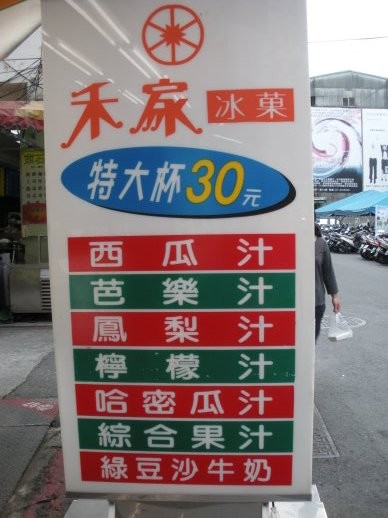 禾家 冰菓
特大杯30元
西瓜汁
芭樂汁
鳳梨汁
檸檬汁
哈密瓜汁
綜合果汁
綠豆沙牛奶